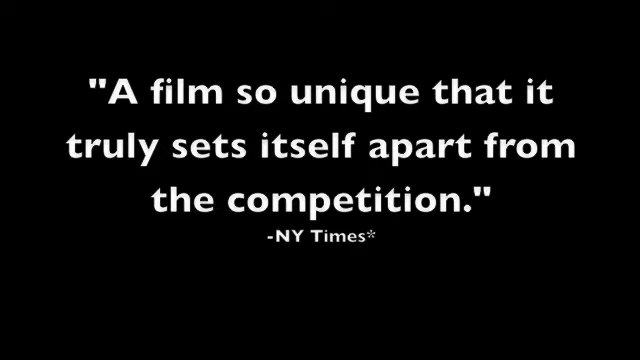 "A film so unique that it
truly sets itself apart from
the competition."
-NY Times*